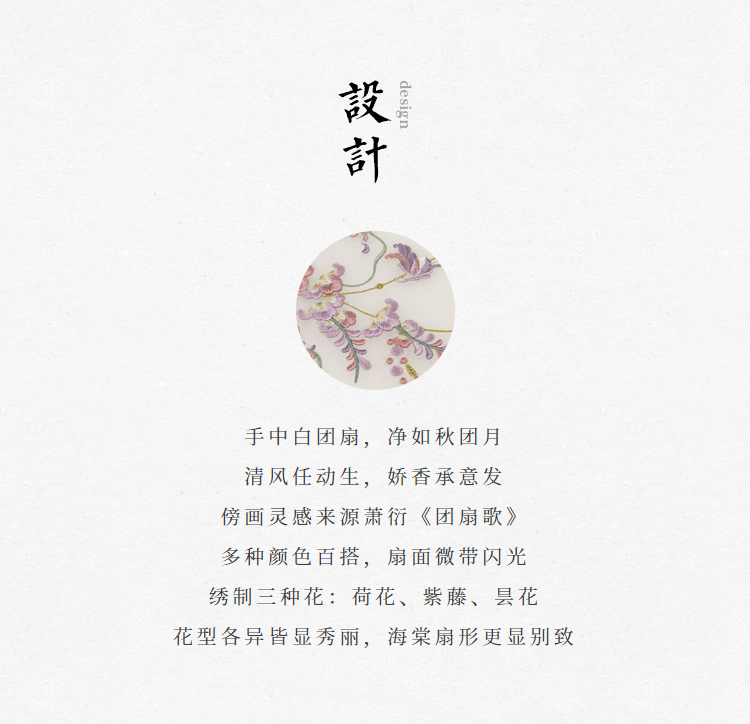 設計
design
手中白团扇，净如秋团月
清风任动生，娇香承意发
傍画灵感来源萧衍《团扇歌》
多种颜色百搭，扇面微带闪光
绣制三种花：荷花、紫藤、昙花
花型各异皆显秀丽，海棠扇形更显别致